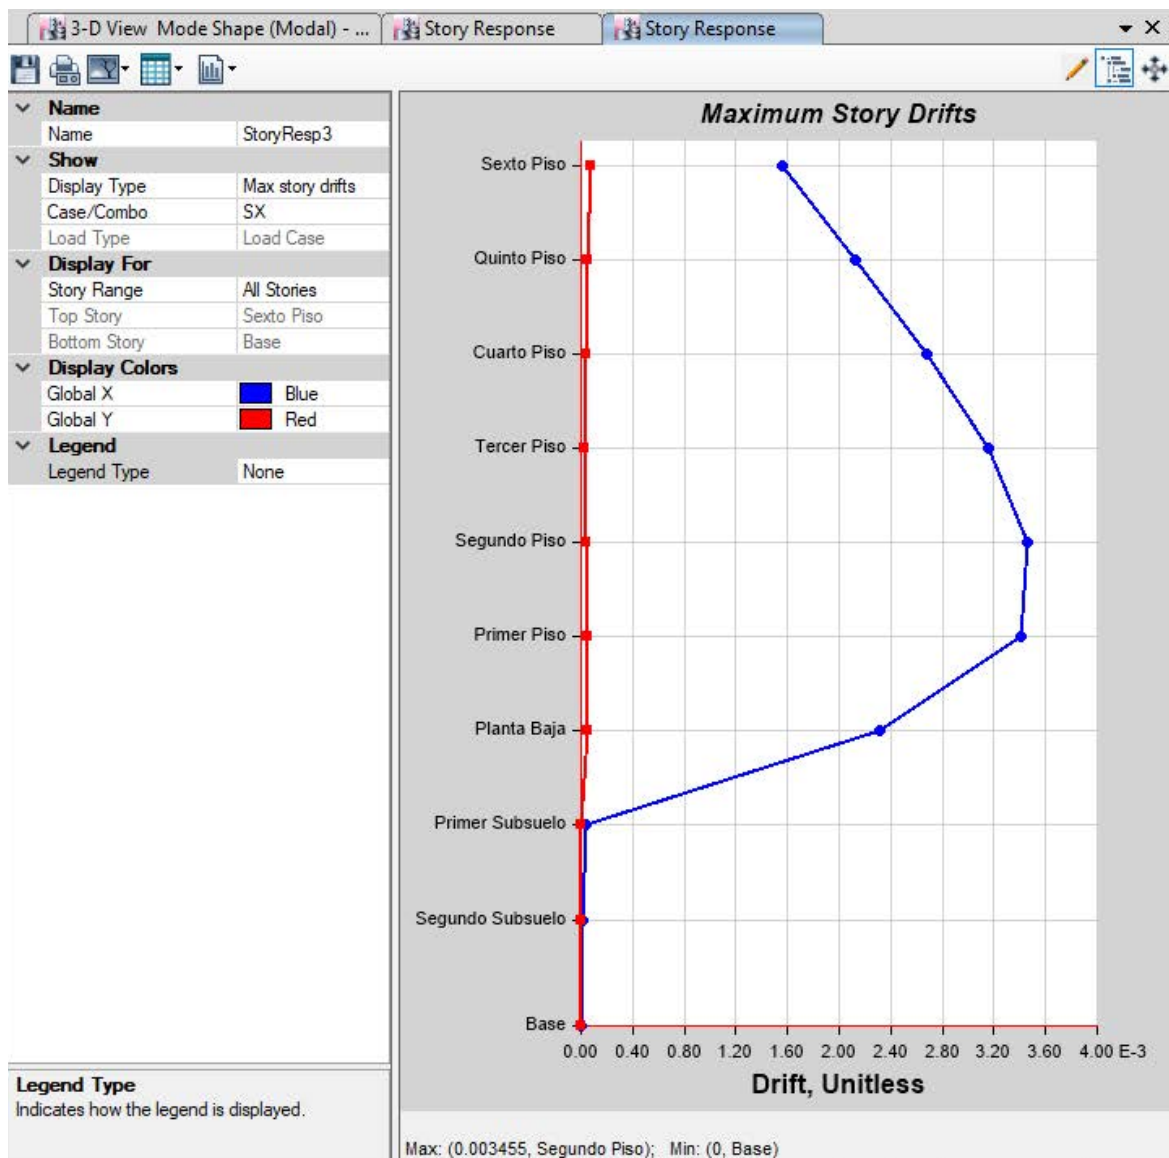 3-D View Mode Shape (Modal) - ... Story Response Story Response
Name
Name StoryResp3
Show
Display Type Max story drifts
Case/Combo SX
Load Type Load Case
Display For
Story Range All Stories
Top Story Sexto Piso
Bottom Story Base
Display Colors
Global X Blue
Global Y Red
Legend
Legend Type None
Legend Type
Indicates how the legend is displayed.
Maximum Story Drifts
Sexto Piso
Quinto Piso
Cuarto Piso
Tercer Piso
Segundo Piso
Primer Piso
Planta Baja
Primer Subsuelo
Segundo Subsuelo
Base
0.00 0.40 0.80 1.20 1.60 2.00 2.40 2.80 3.20 3.60 4.00 E-3
Drift, Unitless
Max: (0.003455, Segundo Piso); Min: (0, Base)